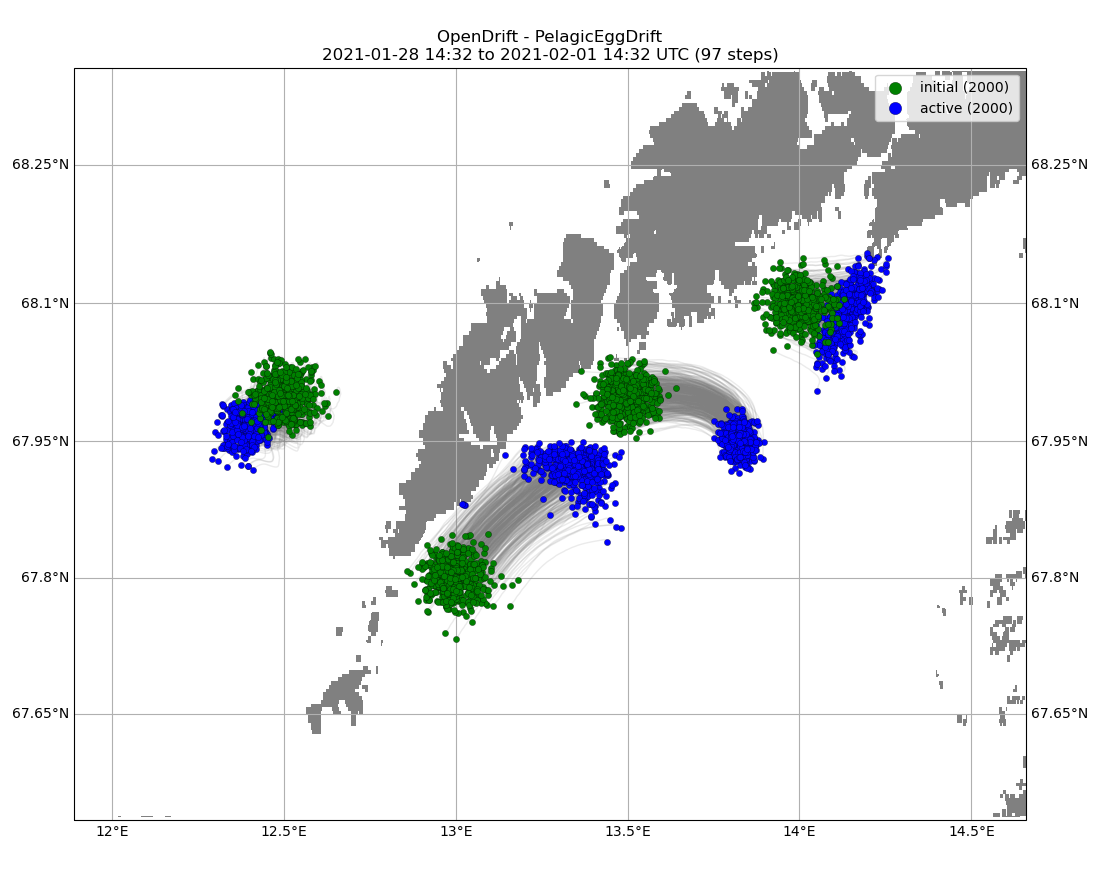 OpenDrift - PelagicEggDrift
2021-01-28 14:32 to 2021-02-01 14:32 UTC (97 steps)
initial (2000)
active (2000)
68.25°N
68.25°N
68.1°N
68.1°N
67.95°N
67.95°N
67.8°N
67.8°N
67.65°N
67.65°N
12°E
12.5°E
13°E
13.5°E
14°E
14.5°E